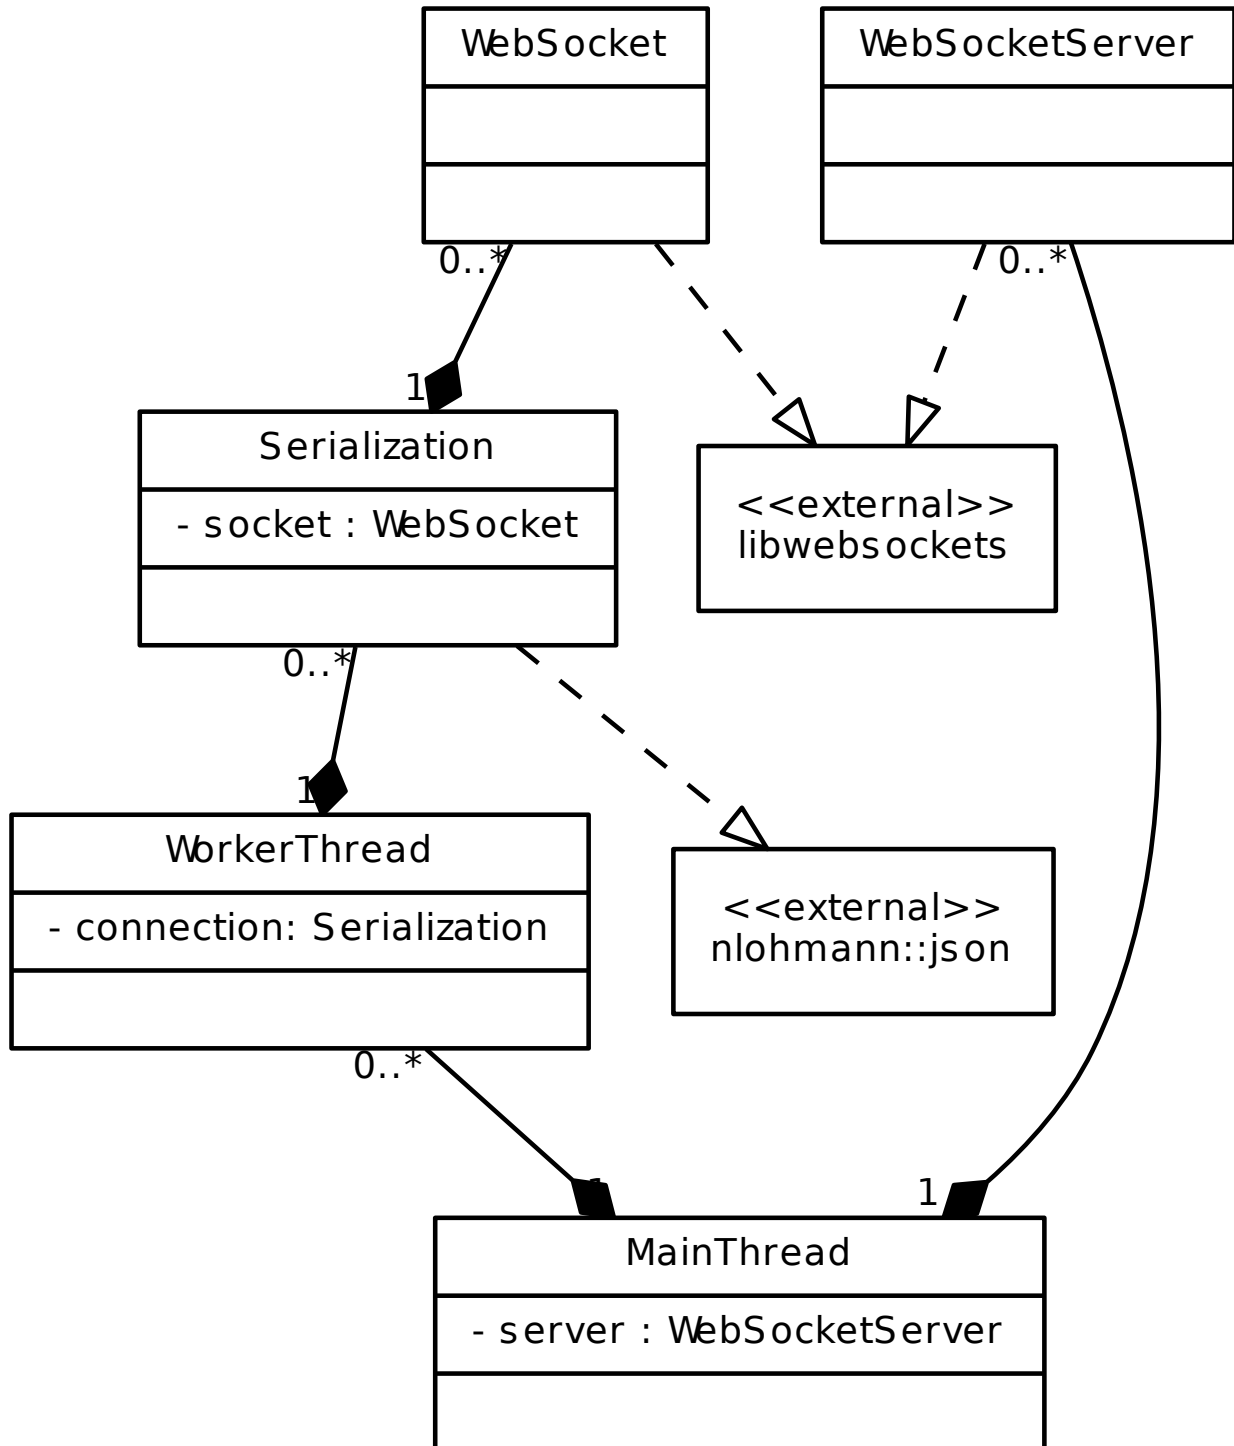 WebSocket
WebSocketServer
0..*
0..*
1
Serialization
- socket : WebSocket
<<external>>
libwebsockets
0..*
1
WorkerThread
- connection: Serialization
<<external>>
nlohmann::json
0..*
1
1
MainThread
- server : WebSocketServer